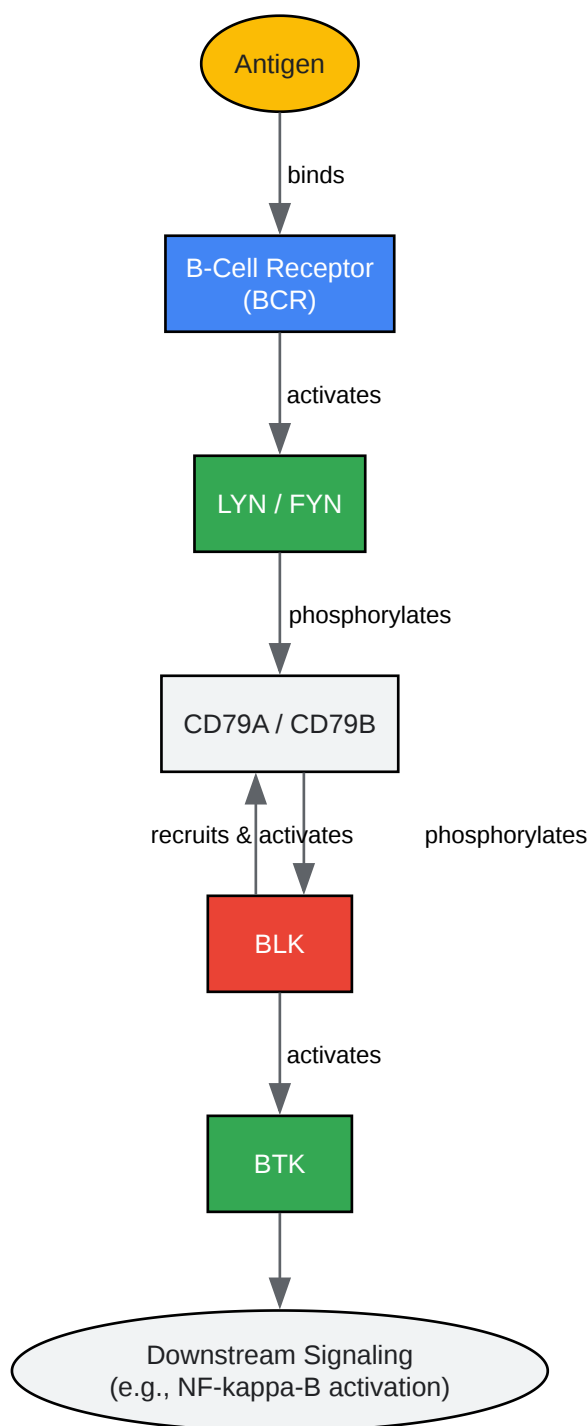 Antigen
binds
B-Cell Receptor
(BCR)
activates
LYN / FYN
phosphorylates
CD79A / CD79B
recruits & activates
phosphorylates
BLK
activates
BTK
Downstream Signaling
(e.g., NF-kappa-B activation)